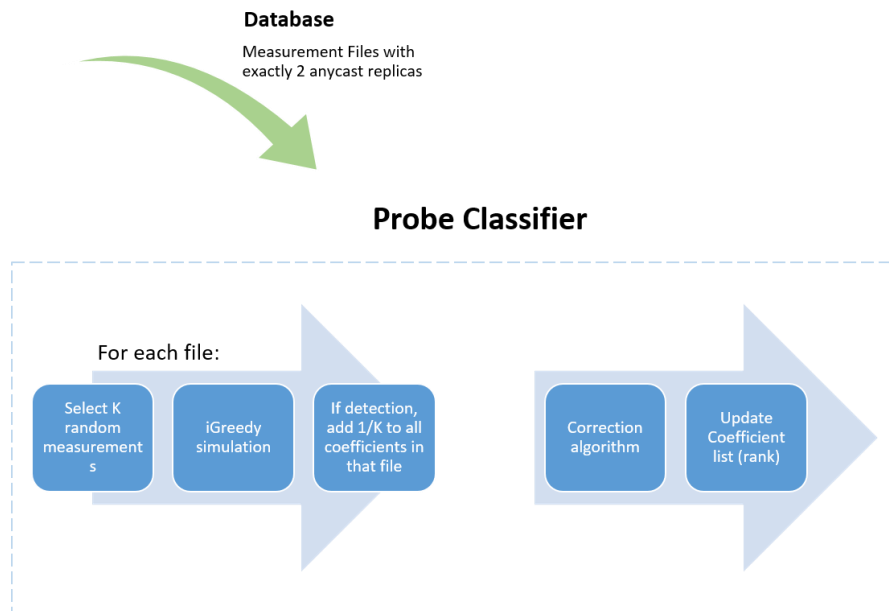 Database
Measurement Files with
exactly 2 anycast replicas
Probe Classifier
For each file:
Select K
random
measurement
s
iGreedy
simulation
If detection,
add 1/K to all
coefficients in
that file
Correction
algorithm
Update
Coefficient
list (rank)